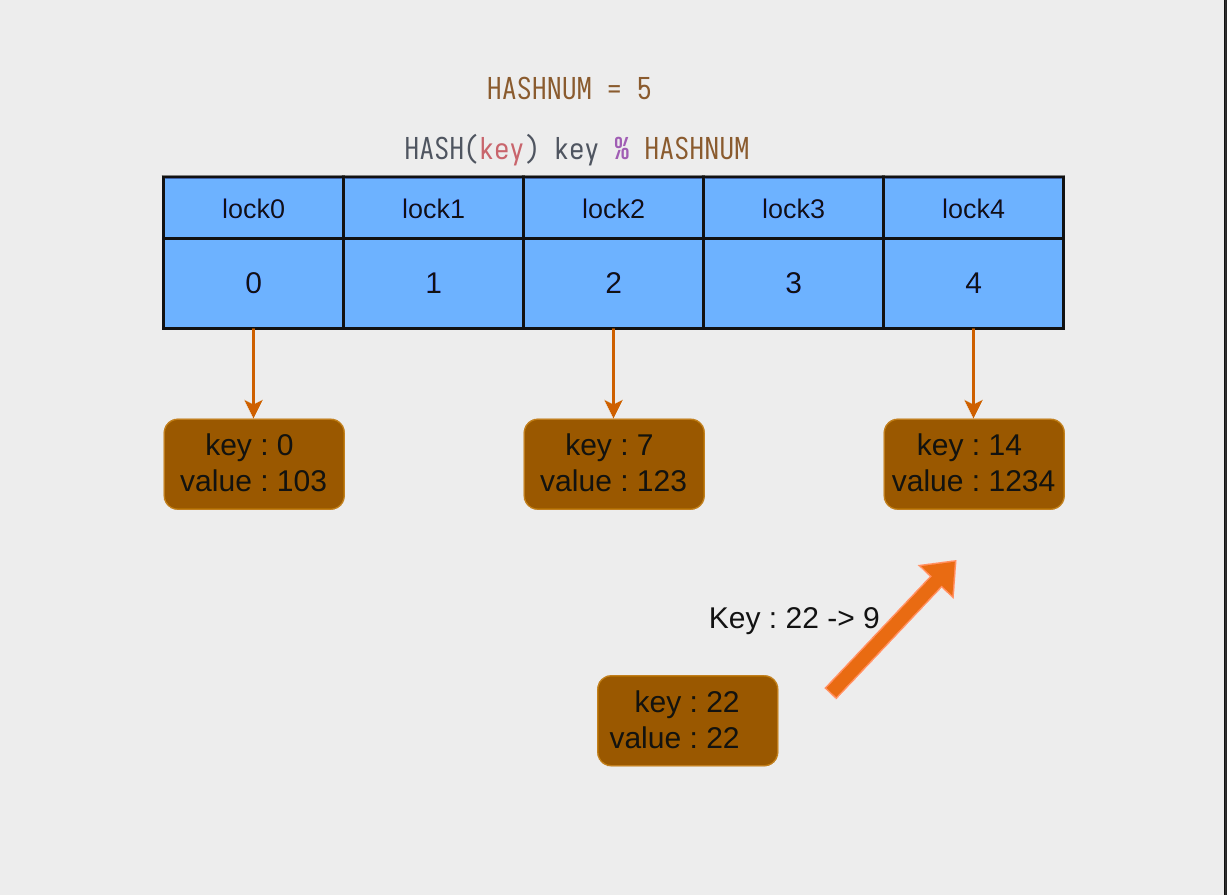 HASHNUM = 5
HASH(key) key % HASHNUM
lock0 lock1 lock2 lock3 lock4
0 1 2 3 4
key : 0 key : 7 key : 14
value : 103 value : 123 value : 1234
Key : 22 -> 9
key : 22
value : 22